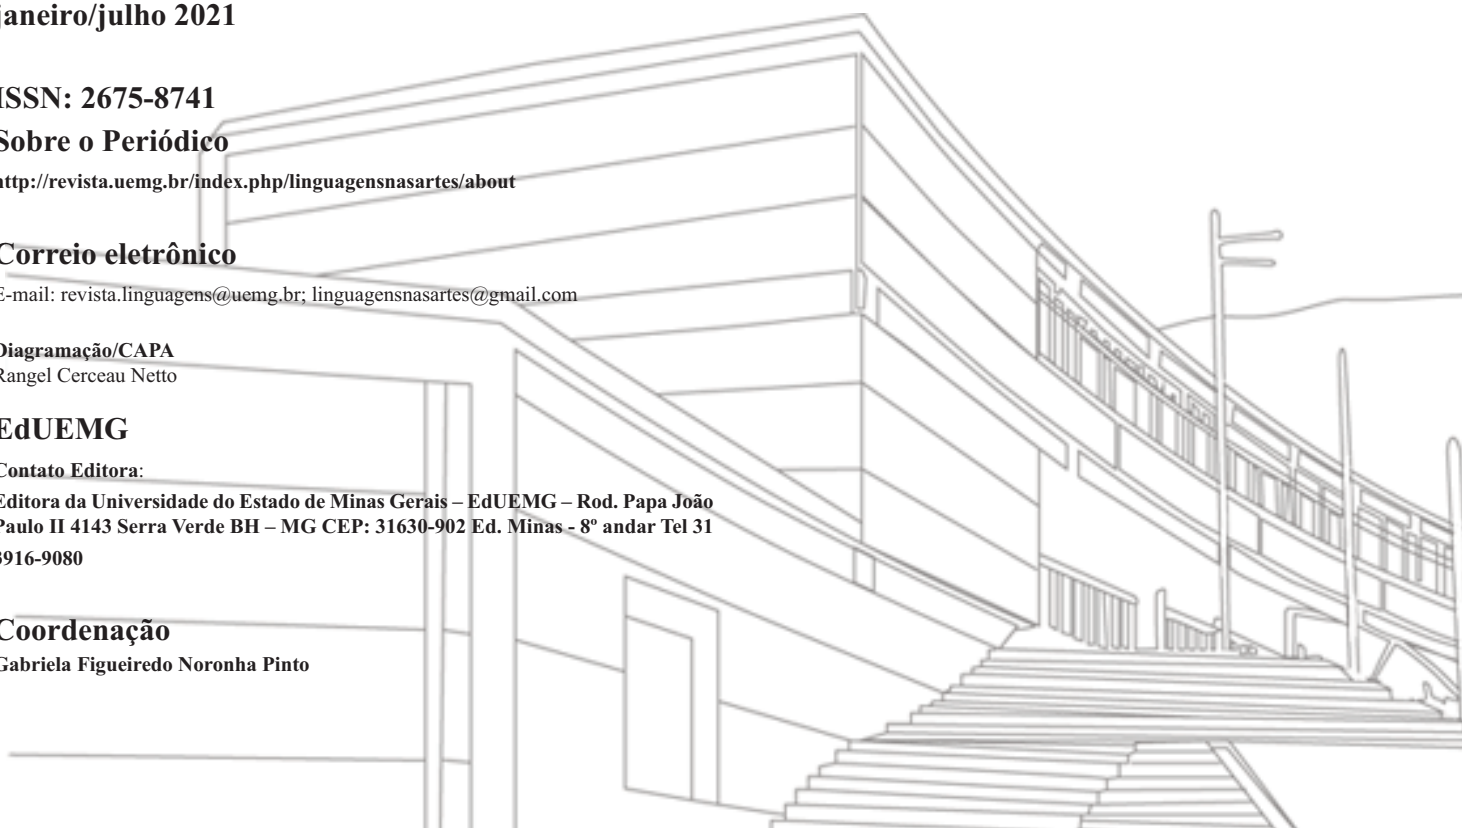 janeiro/julho 2021
ISSN: 2675-8741
Sobre o Periódico
http://revista.uemg.br/index.php/linguagensnasartes/about
Correio eletrônico
E-mail: revista.linguagens@uemg.br; linguagensnasartes@gmail.com
Diagramação/CAPA
Rangel Cerceau Netto
EdUEMG
Contato Editora:
Editora da Universidade do Estado de Minas Gerais – EdUEMG – Rod. Papa João
Paulo II 4143 Serra Verde BH – MG CEP: 31630-902 Ed. Minas - 8º andar Tel 31
3916-9080
Coordenação
Gabriela Figueiredo Noronha Pinto